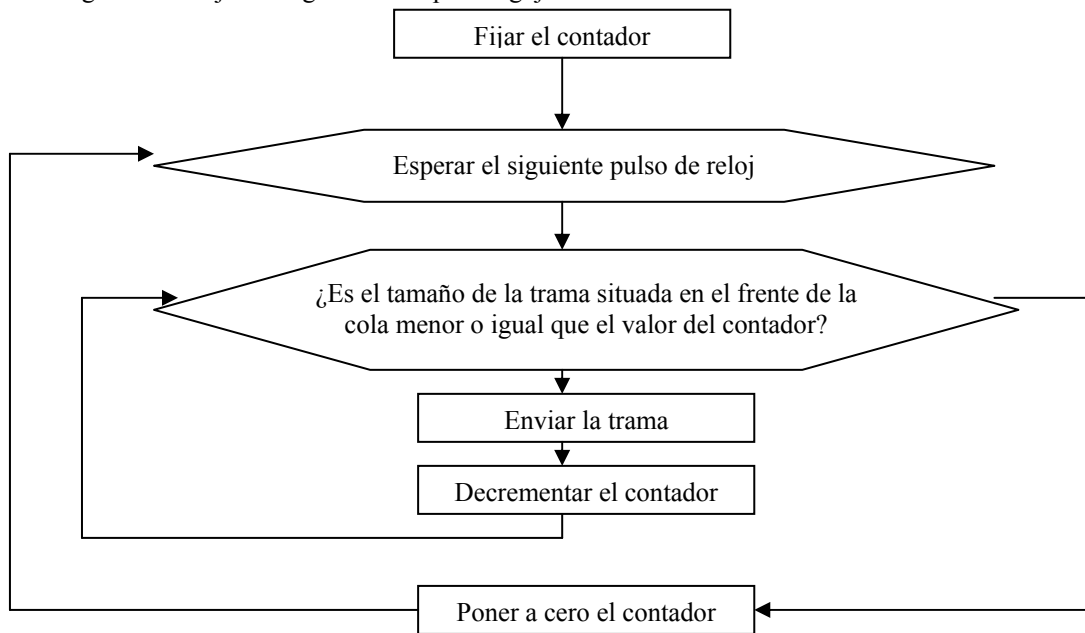 Fijar el contador
Esperar el siguiente pulso de reloj
¿Es el tamaño de la trama situada en el frente de la
cola menor o igual que el valor del contador?
Enviar la trama
Decrementar el contador
Poner a cero el contador